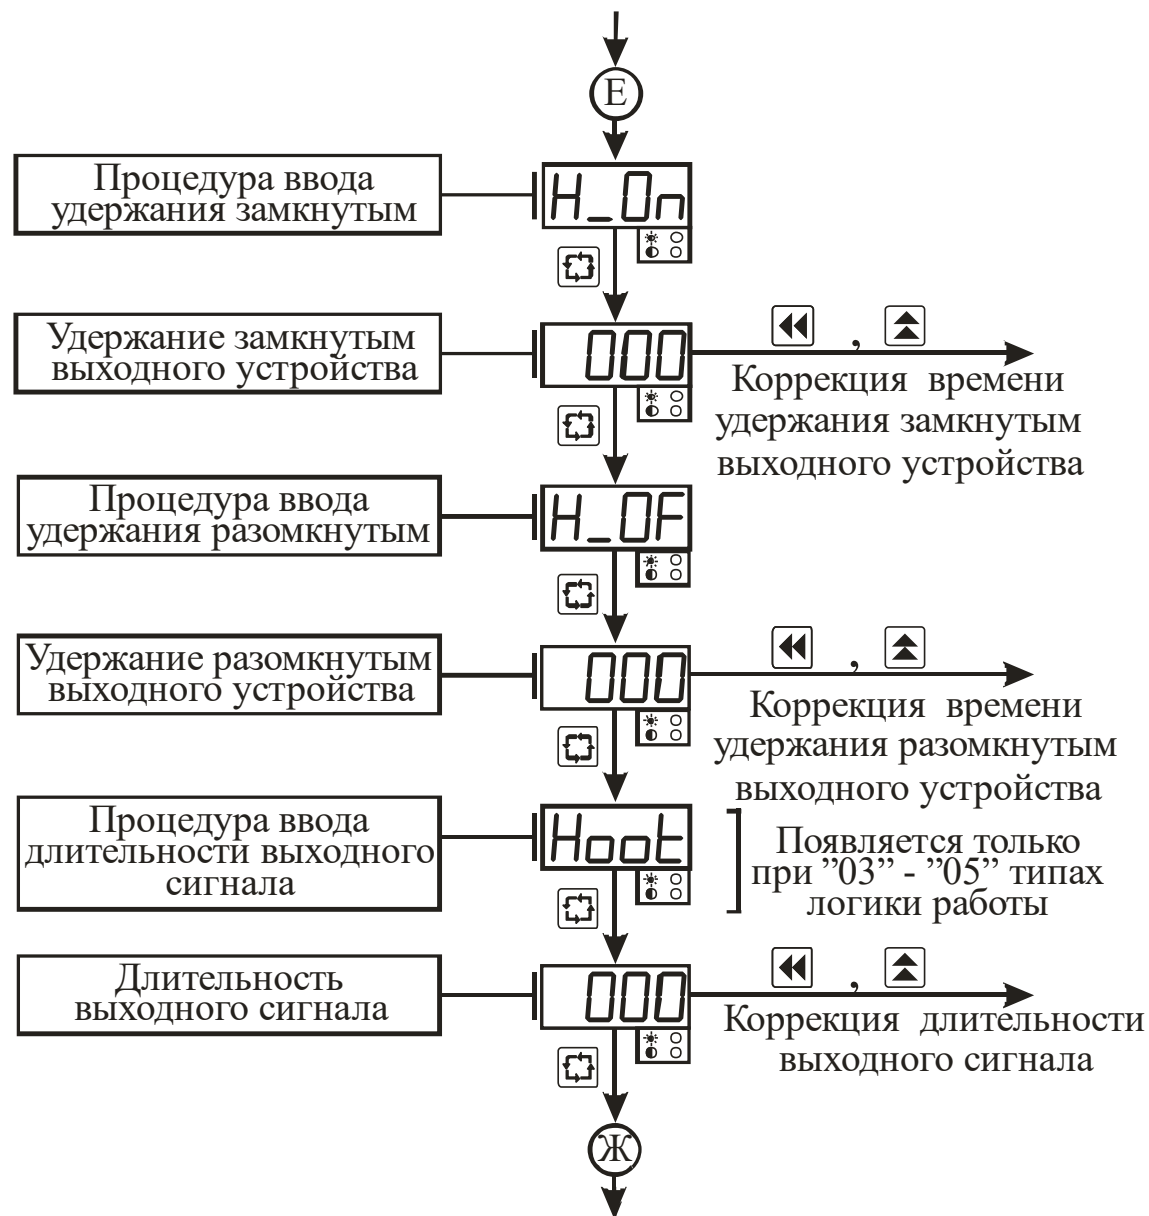 Е
Процедура ввода
удержания замкнутым
H_On
Удержание замкнутым
выходного устройства
000
,
Коррекция времени
удержания замкнутым
выходного устройства
Процедура ввода
удержания разомкнутым
H_OF
Удержание разомкнутым
выходного устройства
000
,
Коррекция времени
удержания разомкнутым
выходного устройства
Процедура ввода
длительности выходного
сигнала
Hoot
Появляется только
при ”03” - ”05” типах
логики работы
Длительность
выходного сигнала
000
,
Коррекция длительности
выходного сигнала
Ж